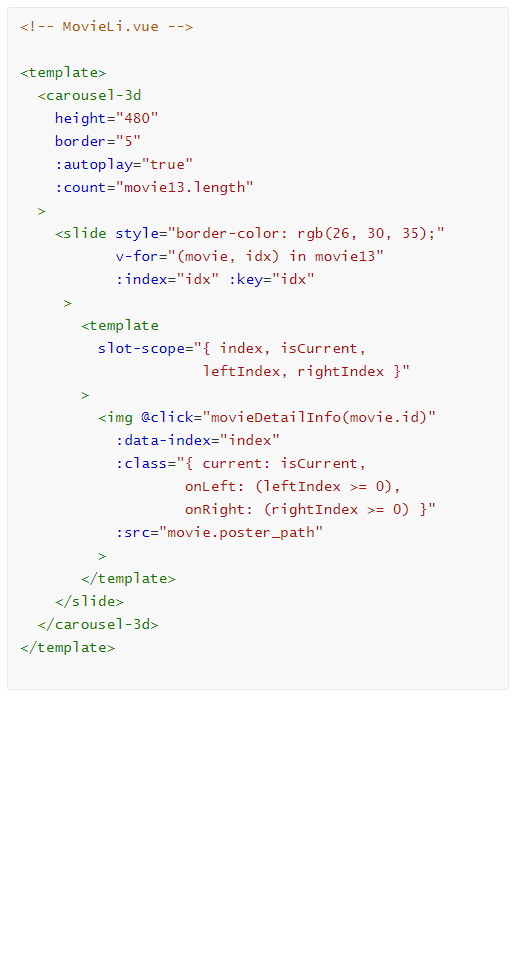 <!-- MovieLi.vue -->

<template>
  <carousel-3d
    height="480"
    border="5"
    :autoplay="true"
    :count="movie13.length"
  >
    <slide style="border-color: rgb(26, 30, 35);"
           v-for="(movie, idx) in movie13"
           :index="idx" :key="idx"
     >
       <template
         slot-scope="{ index, isCurrent,
                     leftIndex, rightIndex }"
       >
         <img @click="movieDetailInfo(movie.id)"
           :data-index="index"
           :class="{ current: isCurrent,
                   onLeft: (leftIndex >= 0),
                   onRight: (rightIndex >= 0) }"
           :src="movie.poster_path"
         >
       </template>
    </slide>
  </carousel-3d>
</template>